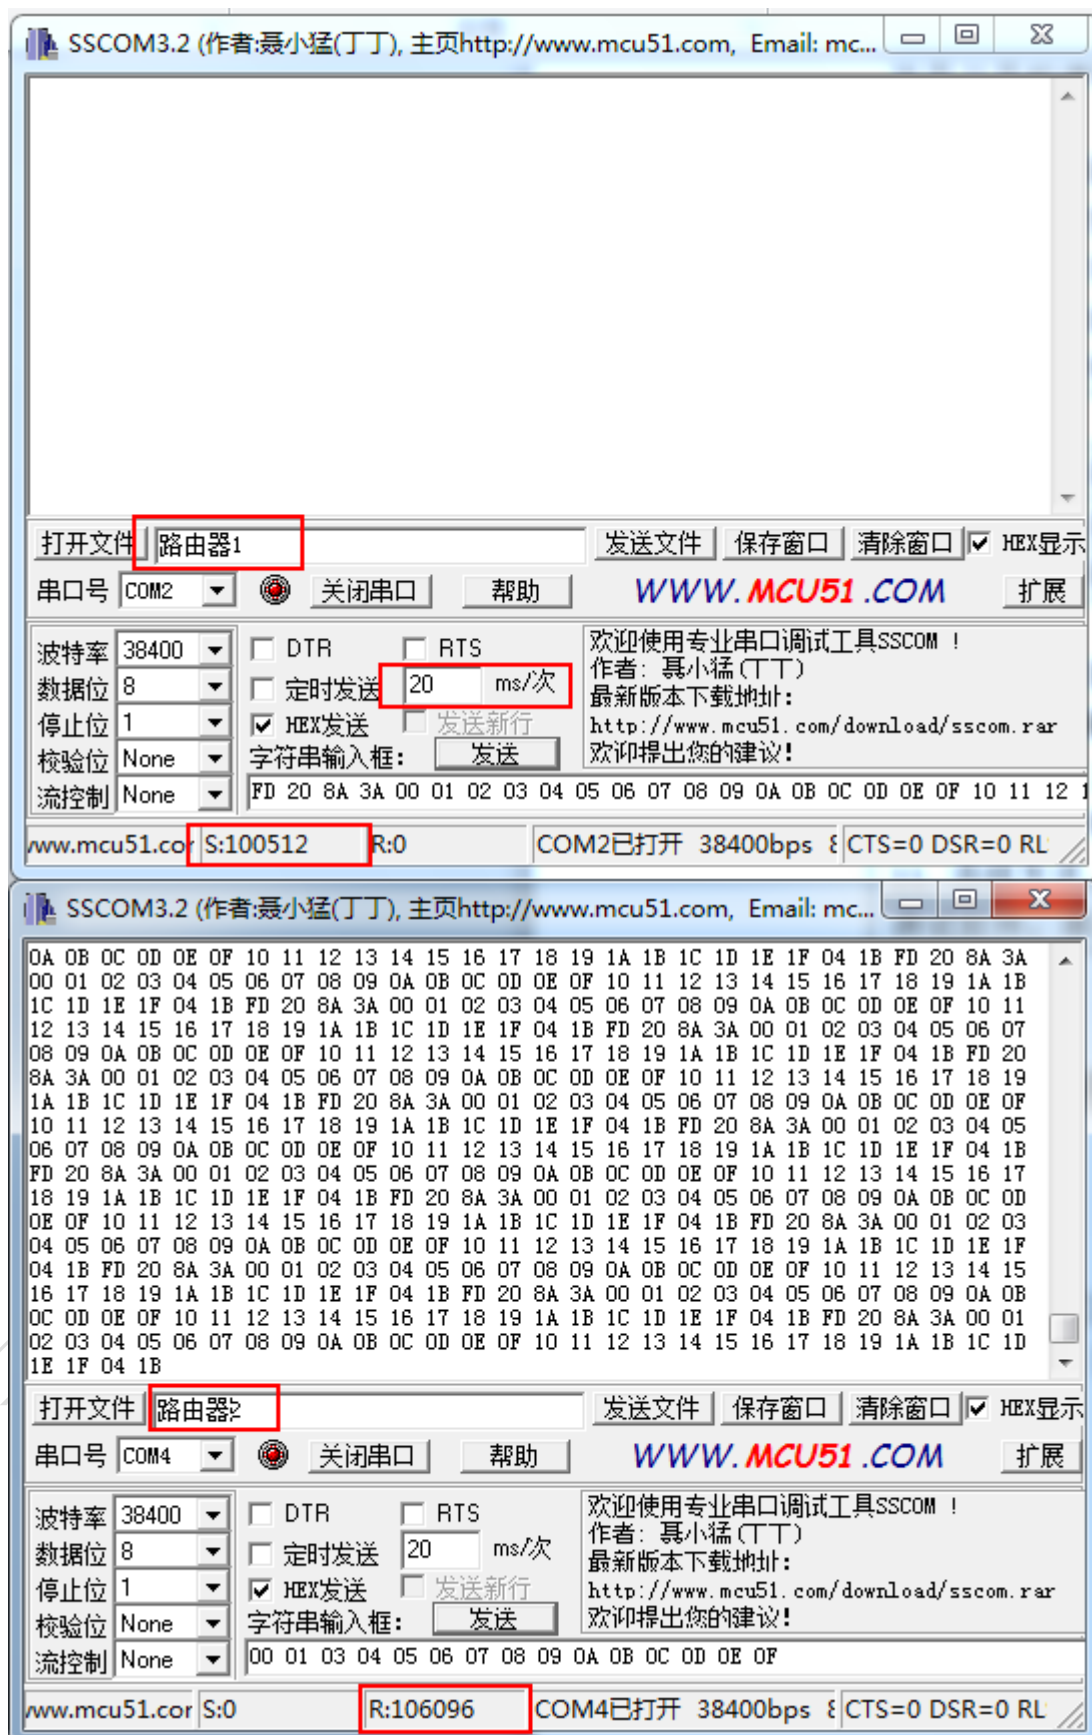 SSCOM3.2 (作者:聂小猛(丁丁), 主页http://www.mcu51.com,  Email: mc...
打开文件 路由器1 发送文件 保存窗口 清除窗口 HEX显示
串口号 COM2 关闭串口 帮助 WWW.MCU51.COM 扩展
波特率 38400 DTR RTS 欢迎使用专业串口调试工具SSCOM !
作者: 聂小猛(丁丁)
数据位 8 定时发送 20 ms/次 最新版本下载地址:
停止位 1 HEX发送 发送新行 http://www.mcu51.com/download/sscom.rar
校验位 None 字符串输入框: 发送 欢迎提出您的建议!
流控制 None FD 20 8A 3A 00 01 02 03 04 05 06 07 08 09 0A 0B 0C 0D 0E 0F 10 11 12 1
www.mcu51.cor S:100512 R:0 COM2已打开 38400bps 8 CTS=0 DSR=0 RL
SSCOM3.2 (作者:聂小猛(丁丁), 主页http://www.mcu51.com,  Email: mc...
0A 0B 0C 0D 0E 0F 10 11 12 13 14 15 16 17 18 19 1A 1B 1C 1D 1E 1F 04 1B FD 20 8A 3A
00 01 02 03 04 05 06 07 08 09 0A 0B 0C 0D 0E 0F 10 11 12 13 14 15 16 17 18 19 1A 1B
1C 1D 1E 1F 04 1B FD 20 8A 3A 00 01 02 03 04 05 06 07 08 09 0A 0B 0C 0D 0E 0F 10 11
12 13 14 15 16 17 18 19 1A 1B 1C 1D 1E 1F 04 1B FD 20 8A 3A 00 01 02 03 04 05 06 07
08 09 0A 0B 0C 0D 0E 0F 10 11 12 13 14 15 16 17 18 19 1A 1B 1C 1D 1E 1F 04 1B FD 20
8A 3A 00 01 02 03 04 05 06 07 08 09 0A 0B 0C 0D 0E 0F 10 11 12 13 14 15 16 17 18 19
1A 1B 1C 1D 1E 1F 04 1B FD 20 8A 3A 00 01 02 03 04 05 06 07 08 09 0A 0B 0C 0D 0E 0F
10 11 12 13 14 15 16 17 18 19 1A 1B 1C 1D 1E 1F 04 1B FD 20 8A 3A 00 01 02 03 04 05
06 07 08 09 0A 0B 0C 0D 0E 0F 10 11 12 13 14 15 16 17 18 19 1A 1B 1C 1D 1E 1F 04 1B
FD 20 8A 3A 00 01 02 03 04 05 06 07 08 09 0A 0B 0C 0D 0E 0F 10 11 12 13 14 15 16 17
18 19 1A 1B 1C 1D 1E 1F 04 1B FD 20 8A 3A 00 01 02 03 04 05 06 07 08 09 0A 0B 0C 0D
0E 0F 10 11 12 13 14 15 16 17 18 19 1A 1B 1C 1D 1E 1F 04 1B FD 20 8A 3A 00 01 02 03
04 05 06 07 08 09 0A 0B 0C 0D 0E 0F 10 11 12 13 14 15 16 17 18 19 1A 1B 1C 1D 1E 1F
04 1B FD 20 8A 3A 00 01 02 03 04 05 06 07 08 09 0A 0B 0C 0D 0E 0F 10 11 12 13 14 15
16 17 18 19 1A 1B 1C 1D 1E 1F 04 1B FD 20 8A 3A 00 01 02 03 04 05 06 07 08 09 0A 0B
0C 0D 0E 0F 10 11 12 13 14 15 16 17 18 19 1A 1B 1C 1D 1E 1F 04 1B FD 20 8A 3A 00 01
02 03 04 05 06 07 08 09 0A 0B 0C 0D 0E 0F 10 11 12 13 14 15 16 17 18 19 1A 1B 1C 1D
1E 1F 04 1B
打开文件 路由器2 发送文件 保存窗口 清除窗口 HEX显示
串口号 COM4 关闭串口 帮助 WWW.MCU51.COM 扩展
波特率 38400 DTR RTS 欢迎使用专业串口调试工具SSCOM !
作者: 聂小猛(丁丁)
数据位 8 定时发送 20 ms/次 最新版本下载地址:
停止位 1 HEX发送 发送新行 http://www.mcu51.com/download/sscom.rar
校验位 None 字符串输入框: 发送 欢迎提出您的建议!
流控制 None 00 01 03 04 05 06 07 08 09 0A 0B 0C 0D 0E 0F
www.mcu51.cor S:0 R:106096 COM4已打开 38400bps 8 CTS=0 DSR=0 RL